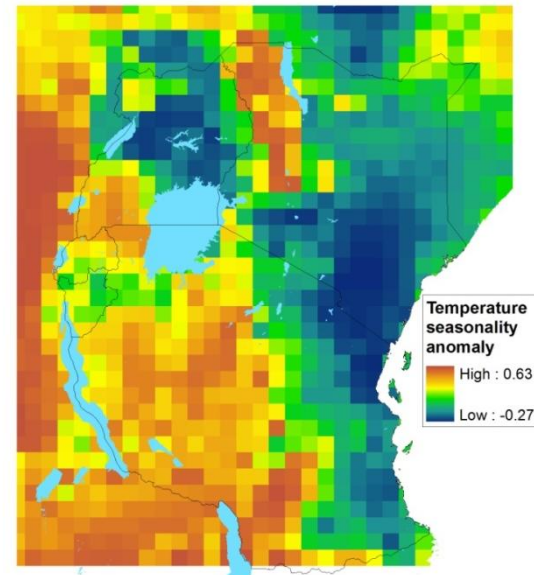 Temperature
seasonality
anomaly
High : 0.63
Low : -0.27